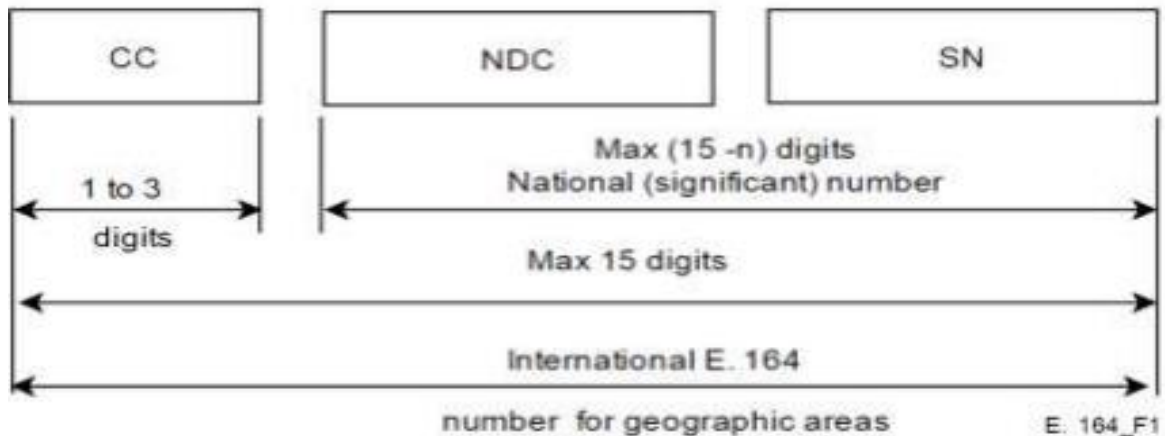 CC
NDC
SN
Max (15 -n) digits
National (significant) number
1 to 3
digits
Max 15 digits
International E. 164
number for geographic areas
E. 164_F1